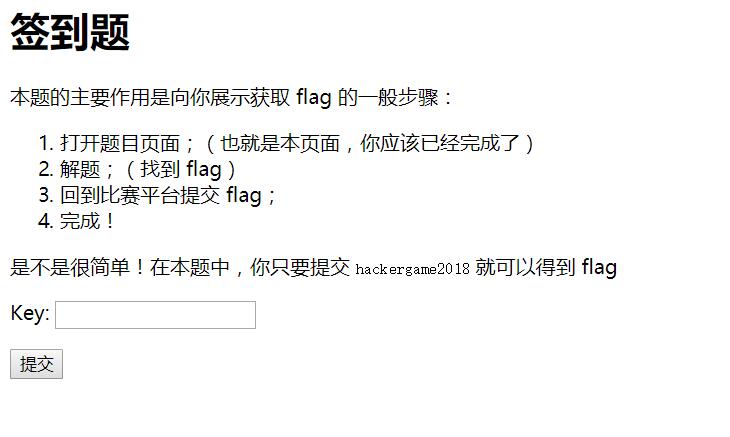 签到题
本题的主要作用是向你展示获取 flag 的一般步骤：
1. 打开题目页面；（也就是本页面，你应该已经完成了）
2. 解题；（找到 flag）
3. 回到比赛平台提交 flag；
4. 完成！
是不是很简单！在本题中，你只要提交 hackergame2018 就可以得到 flag
Key:
提交